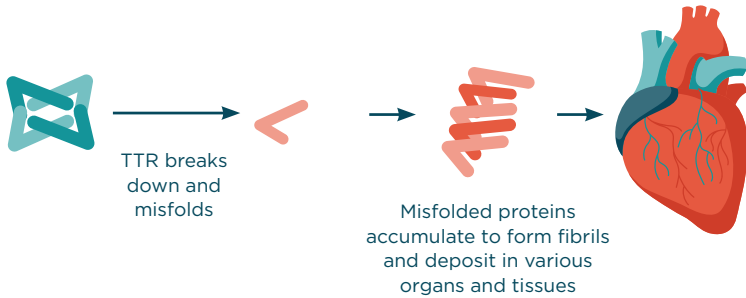 TTR breaks
down and
misfolds
Misfolded proteins
accumulate to form fibrils
and deposit in various
organs and tissues